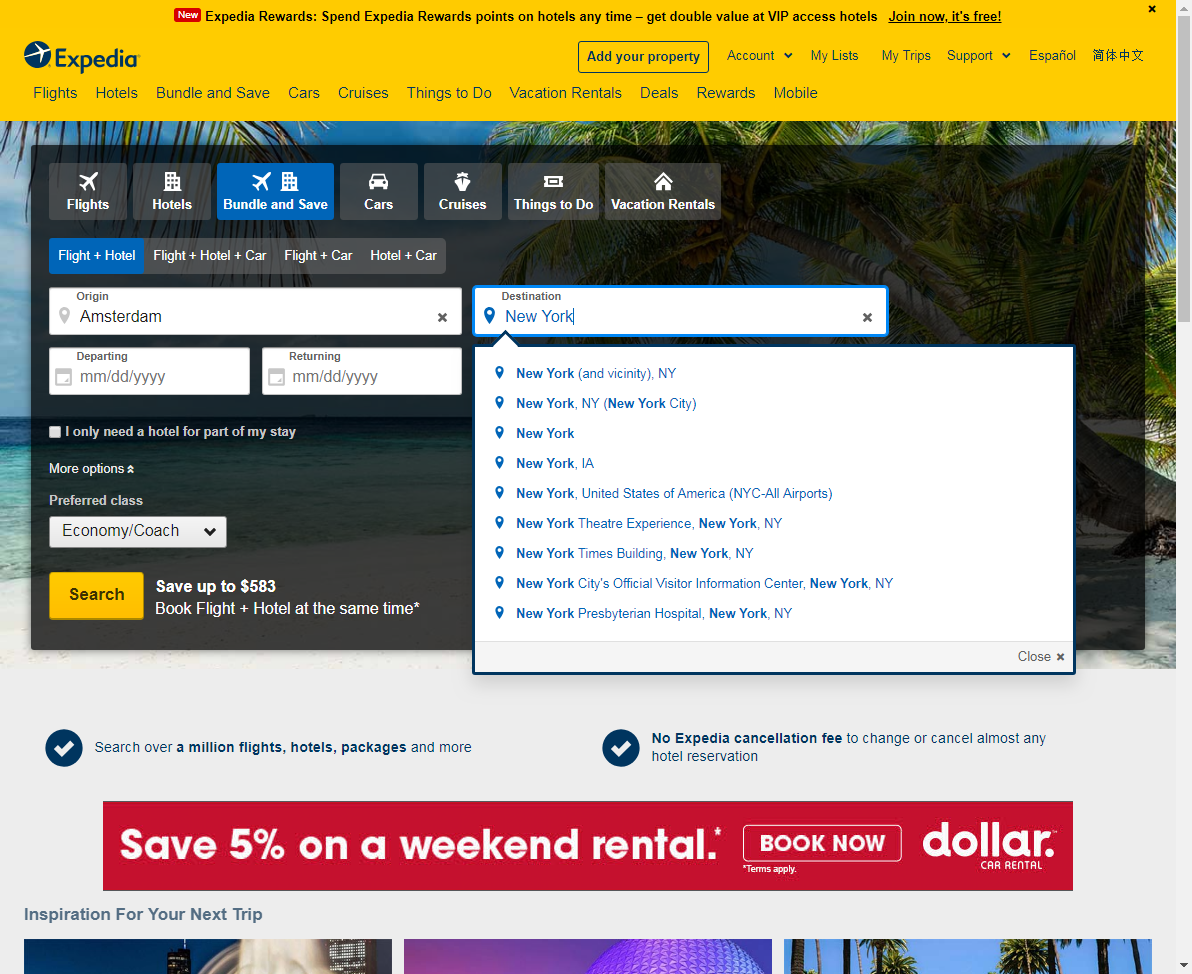 New Expedia Rewards: Spend Expedia Rewards points on hotels any time – get double value at VIP access hotels Join now, it's free!
Expedia
Add your property Account My Lists My Trips Support Español 简体中文
Flights Hotels Bundle and Save Cars Cruises Things to Do Vacation Rentals Deals Rewards Mobile
Flights Hotels Bundle and Save Cars Cruises Things to Do Vacation Rentals
Flight + Hotel Flight + Hotel + Car Flight + Car Hotel + Car
Origin
Amsterdam
Destination
New York
Departing
mm/dd/yyyy
Returning
mm/dd/yyyy
New York (and vicinity), NY
New York, NY (New York City)
New York
New York, IA
New York, United States of America (NYC-All Airports)
New York Theatre Experience, New York, NY
New York Times Building, New York, NY
New York City's Official Visitor Information Center, New York, NY
New York Presbyterian Hospital, New York, NY
Close
I only need a hotel for part of my stay
More options
Preferred class
Economy/Coach
Search
Save up to $583
Book Flight + Hotel at the same time*
Search over a million flights, hotels, packages and more
No Expedia cancellation fee to change or cancel almost any
hotel reservation
Save 5% on a weekend rental.*
BOOK NOW
*Terms apply.
dollar.™
CAR RENTAL
Inspiration For Your Next Trip